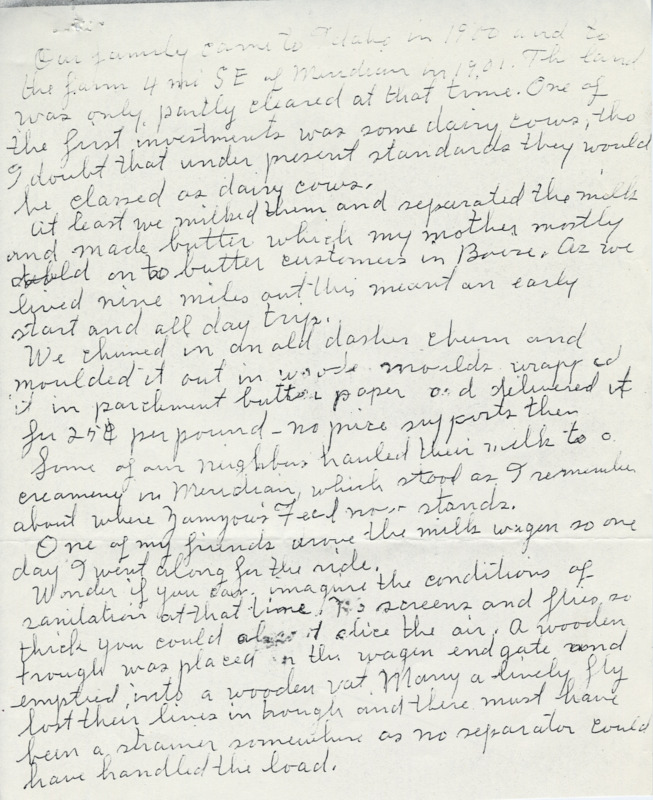 Our family came to Idaho in 1900 and to
the farm 4 mi SE of Meridian in 1901. Th land
was only partly cleared at that time. One of
the first investments was some dairy cows, tho
I doubt that under present standards they would
be classed as dairy cows.
At least we milked them and separated the milk
and made butter which my mother mostly
on to butter customers in Boise. As we
lived nine miles out this meant an early
start and all day trip.
We churned in an old dasher churn and
moulded it out in moulds wrapped
it in parchment butter paper and delivered it
for 25¢ per pound - no price supports then
Some of our neighbors hauled their milk to a
creamery in Meridian, which stood as I remember
about where Feed now stands.
One of my friends drove the milk wagon so one
day I went along for the ride.
Wonder if you can imagine the conditions of
sanitation at that time. No screens and flies so
thick you could slice the air. A wooden
trough was placed in the wagon end gate and
emptied into a wooden vat. Many a lively fly
lost their lives in trough and there must have
been a strainer somewhere as no separator could
have handled the load.